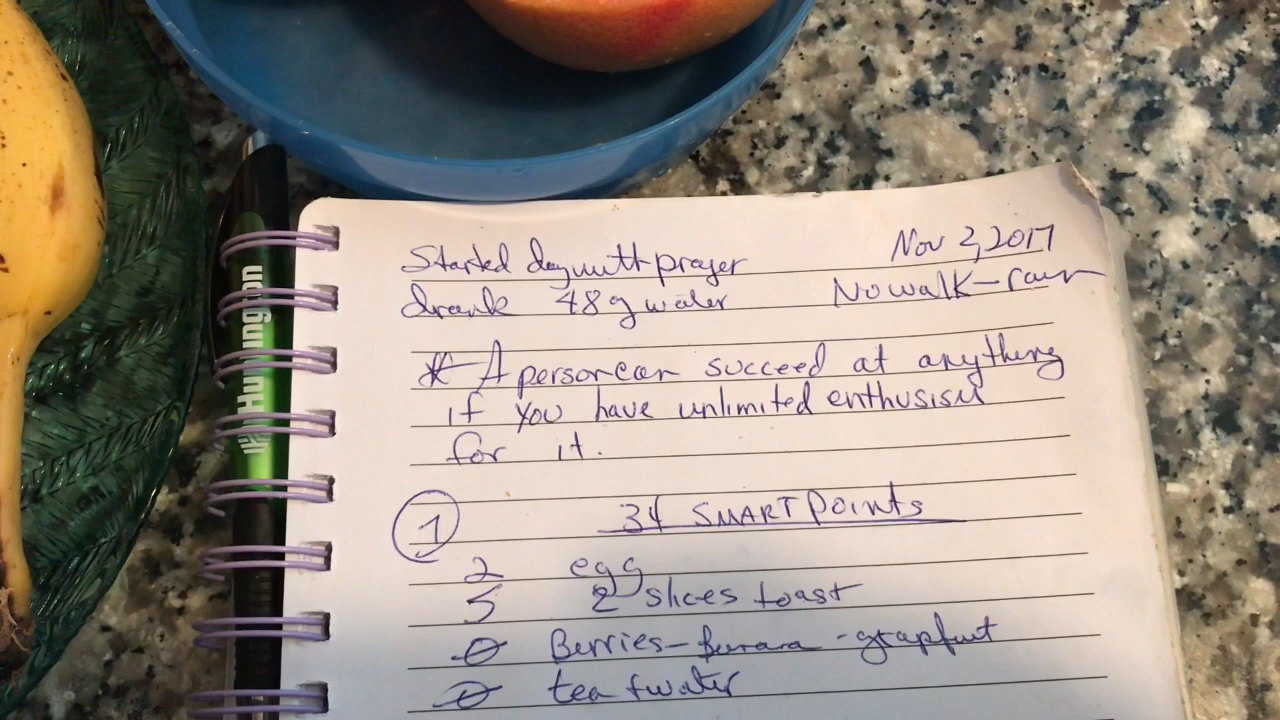 Nov 2, 2017
Started day with prayer
drank 48 g water
No walk - rain
* A person can succeed at anything
if you have unlimited enthusism
for it.
1
34 SMART POINTS
2 egg
5 2 slices toast
0 Berries - Banana - grapfruit
0 tea + water